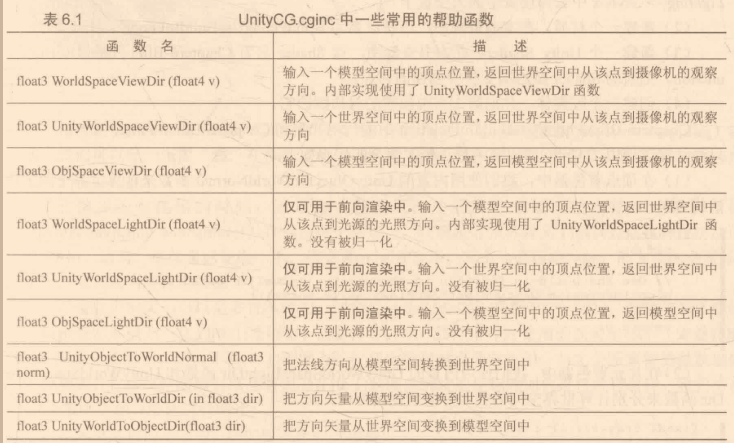 表 6.1 UnityCG.cginc 中一些常用的帮助函数
函 数 名 描 述
float3 WorldSpaceViewDir (float4 v) 输入一个模型空间中的顶点位置，返回世界空间中从该点到摄像机的观察
方向。内部实现使用了 UnityWorldSpaceViewDir 函数
float3 UnityWorldSpaceViewDir (float4 v) 输入一个世界空间中的顶点位置，返回世界空间中从该点到摄像机的观察
方向
float3 ObjSpaceViewDir (float4 v) 输入一个模型空间中的顶点位置，返回模型空间中从该点到摄像机的观察
方向
float3 WorldSpaceLightDir (float4 v) 仅可用于前向渲染中。输入一个模型空间中的顶点位置，返回世界空间中
从该点到光源的光照方向。内部实现使用了 UnityWorldSpaceLightDir 函
数。没有被归一化
float3 UnityWorldSpaceLightDir (float4 v) 仅可用于前向渲染中。输入一个世界空间中的顶点位置，返回世界空间中
从该点到光源的光照方向。没有被归一化
float3 ObjSpaceLightDir (float4 v) 仅可用于前向渲染中。输入一个模型空间中的顶点位置，返回模型空间中
从该点到光源的光照方向。没有被归一化
float3 UnityObjectToWorldNormal (float3
norm) 把法线方向从模型空间转换到世界空间中
float3 UnityObjectToWorldDir (in float3 dir) 把方向矢量从模型空间变换到世界空间中
float3 UnityWorldToObjectDir(float3 dir) 把方向矢量从世界空间变换到模型空间中